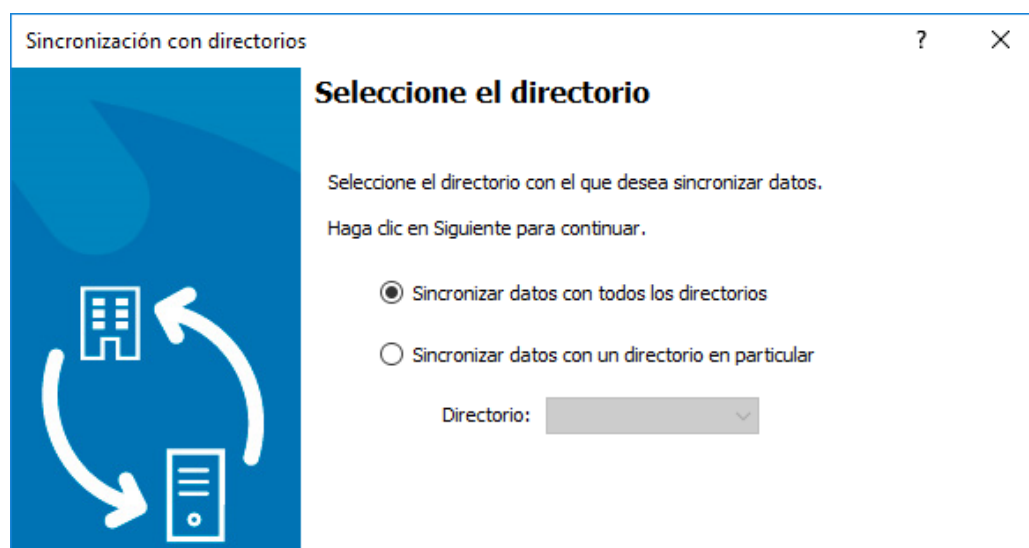 Sincronización con directorios
Seleccione el directorio
Seleccione el directorio con el que desea sincronizar datos.
Haga clic en Siguiente para continuar.
Sincronizar datos con todos los directorios
Sincronizar datos con un directorio en particular
Directorio: